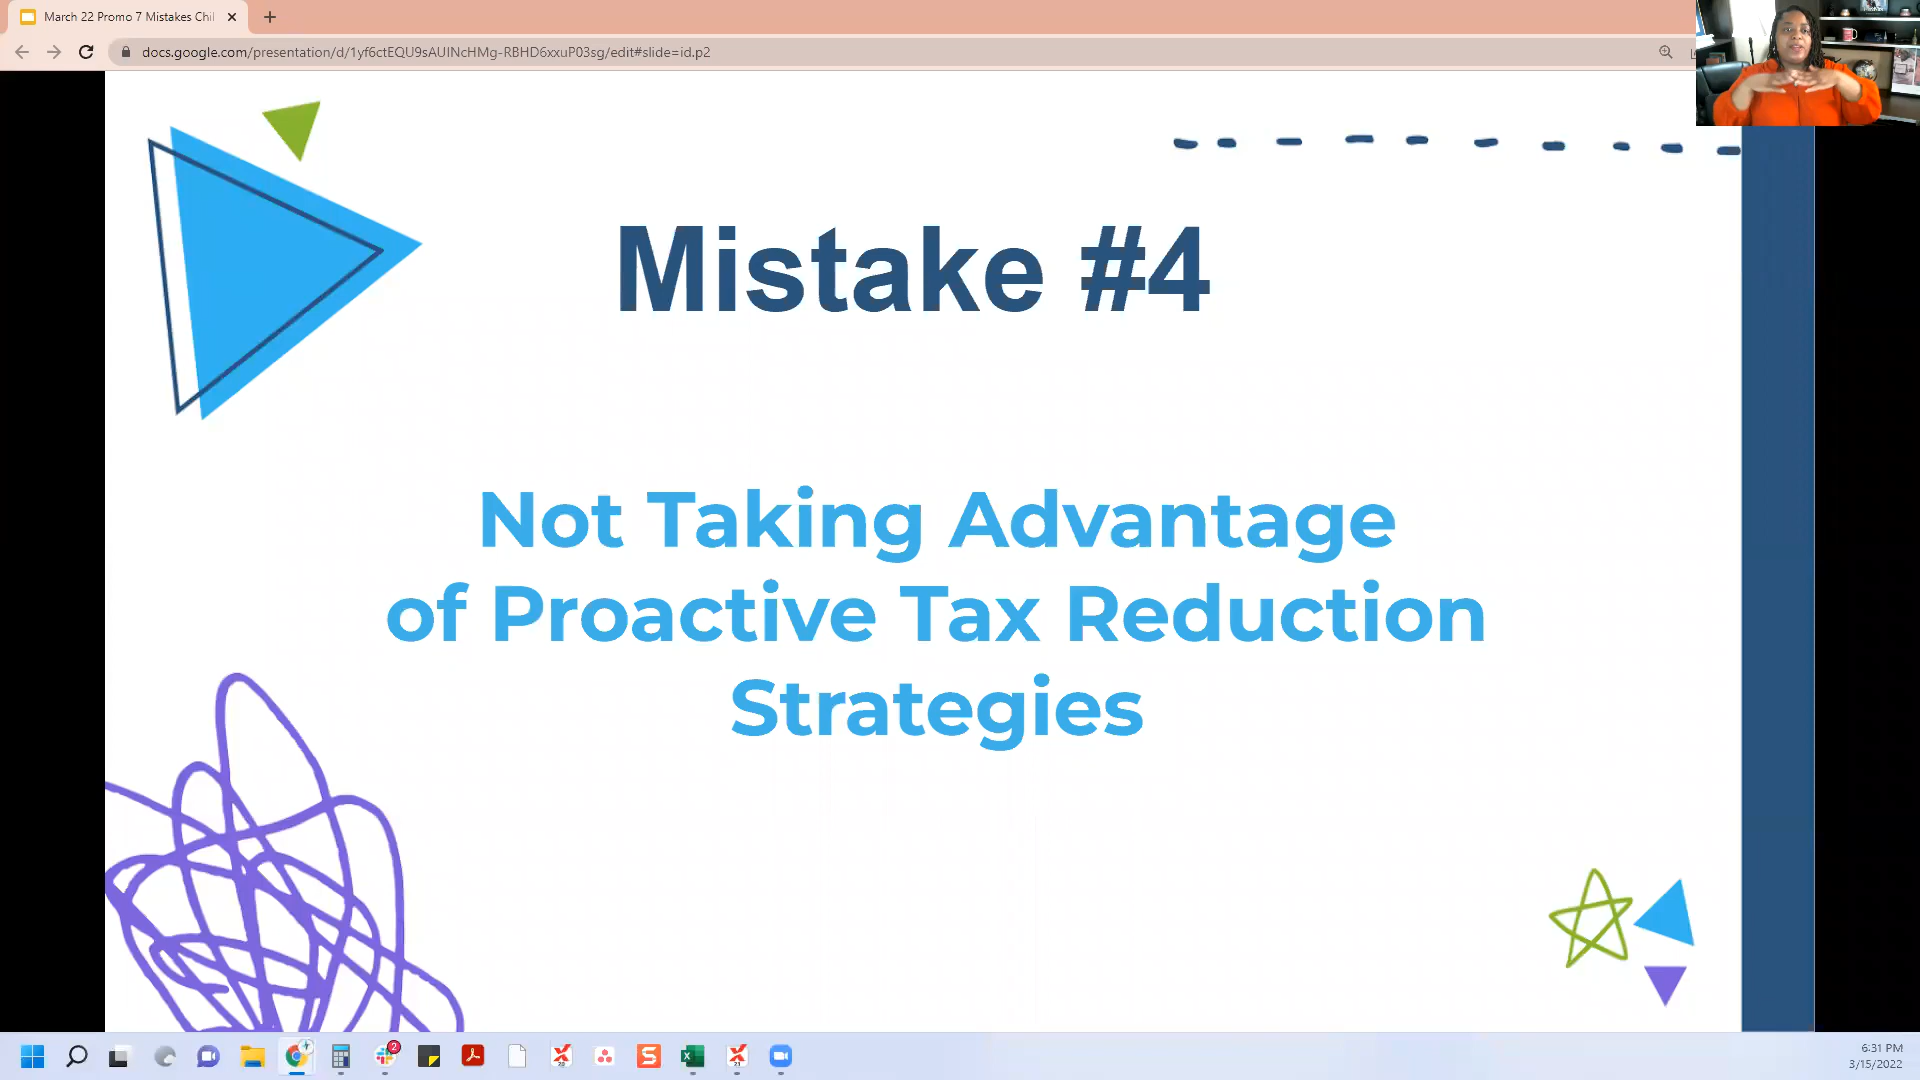 March 22 Promo 7 Mistakes Chil
docs.google.com/presentation/d/1yf6ctEQU9sAUINcHMg-RBHD6xxuP03sg/edit#slide=id.p2
Mistake #4
Not Taking Advantage
of Proactive Tax Reduction
Strategies
2
6:31 PM
3/15/2022